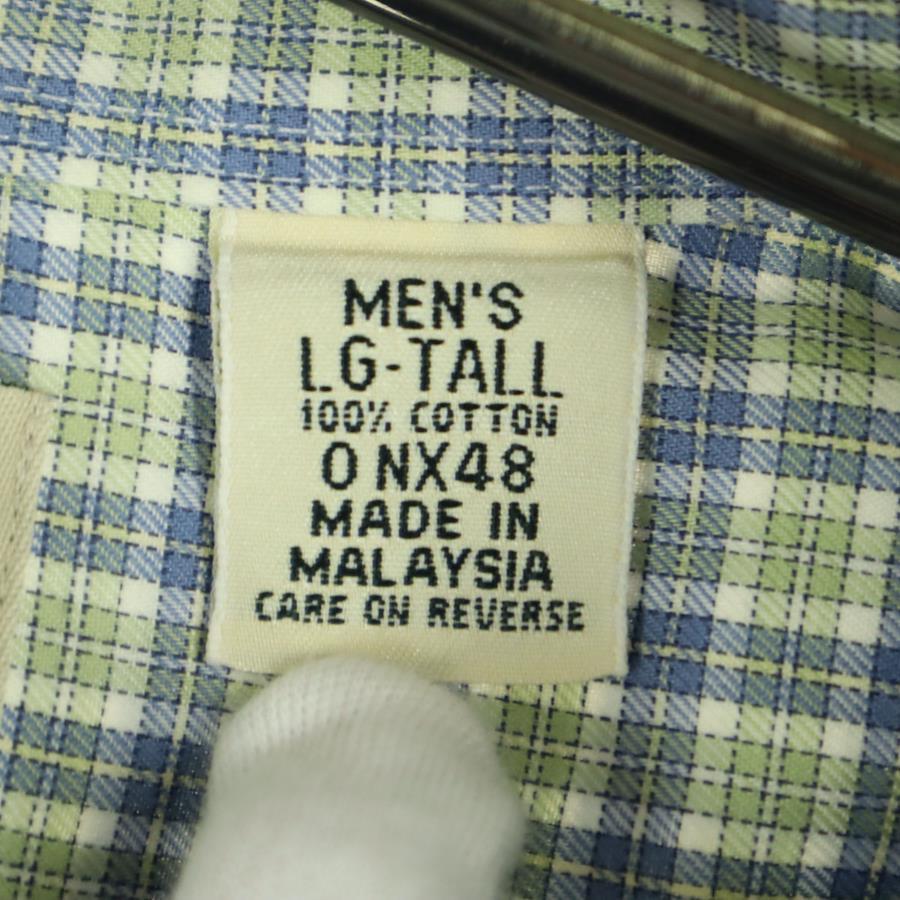 MEN'S
LG-TALL
100% COTTON
0 NX48
MADE IN
MALAYSIA
CARE ON REVERSE